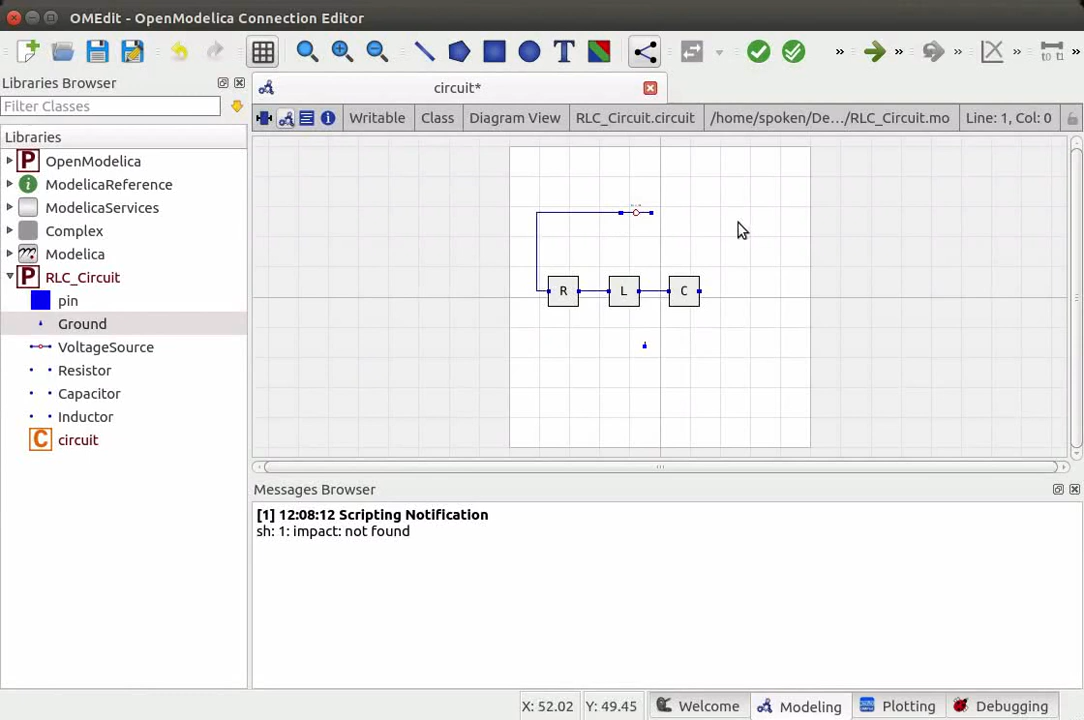 OMEdit - OpenModelica Connection Editor
T
»
»
»
»
t0 t1
»
Libraries Browser
circuit*
Filter Classes
Writable
Class
Diagram View
RLC_Circuit.circuit
/home/spoken/De…/RLC_Circuit.mo
Line: 1, Col: 0
Libraries
P OpenModelica
i ModelicaReference
ModelicaServices
Complex
Modelica
P RLC_Circuit
pin
Ground
VoltageSource
Resistor
Capacitor
Inductor
C circuit
R
L
C
Messages Browser
[1] 12:08:12 Scripting Notification
sh: 1: impact: not found
X: 52.02
Y: 49.45
Welcome
Modeling
Plotting
Debugging